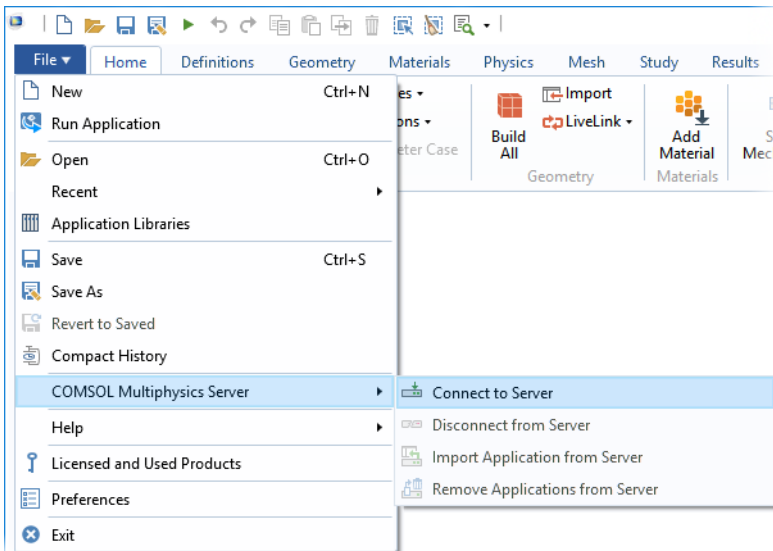 File
Home
Definitions
Geometry
Materials
Physics
Mesh
Study
Results
New Ctrl+N
Run Application
Open Ctrl+O
Recent
Application Libraries
Save Ctrl+S
Save As
Revert to Saved
Compact History
COMSOL Multiphysics Server
Help
Licensed and Used Products
Preferences
Exit
Case
Build
All
Import
LiveLink
Geometry
Add
Material
Materials
Connect to Server
Disconnect from Server
Import Application from Server
Remove Applications from Server